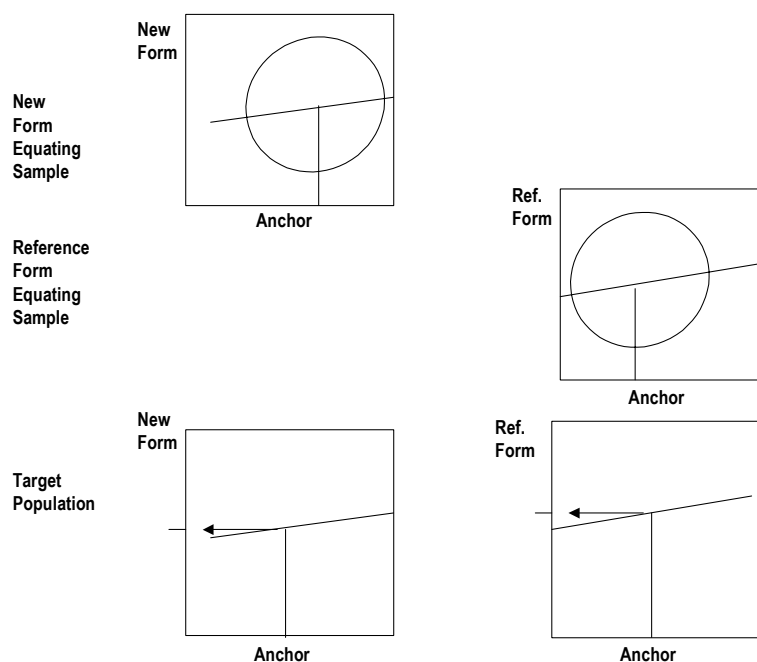 New
Form
New
Form
Equating
Sample
Anchor
Ref.
Form
Reference
Form
Equating
Sample
Anchor
New
Form
Ref.
Form
Target
Population
Anchor
Anchor